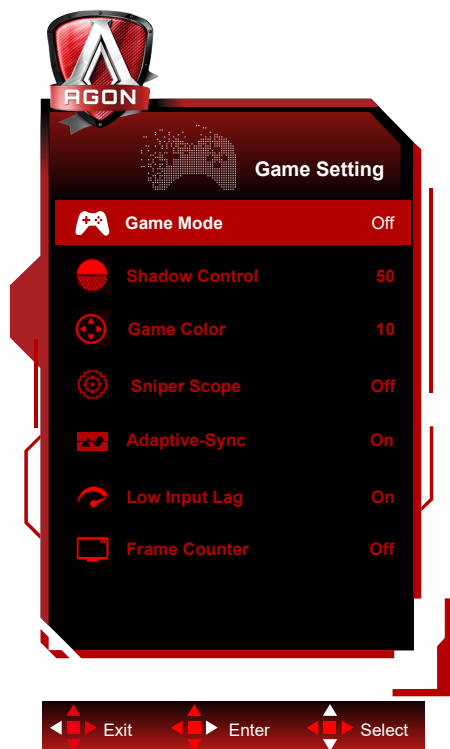 AGON
Game Setting
Game Mode Off
Shadow Control 50
Game Color 10
Sniper Scope Off
Adaptive-Sync On
Low Input Lag On
Frame Counter Off
Exit Enter Select